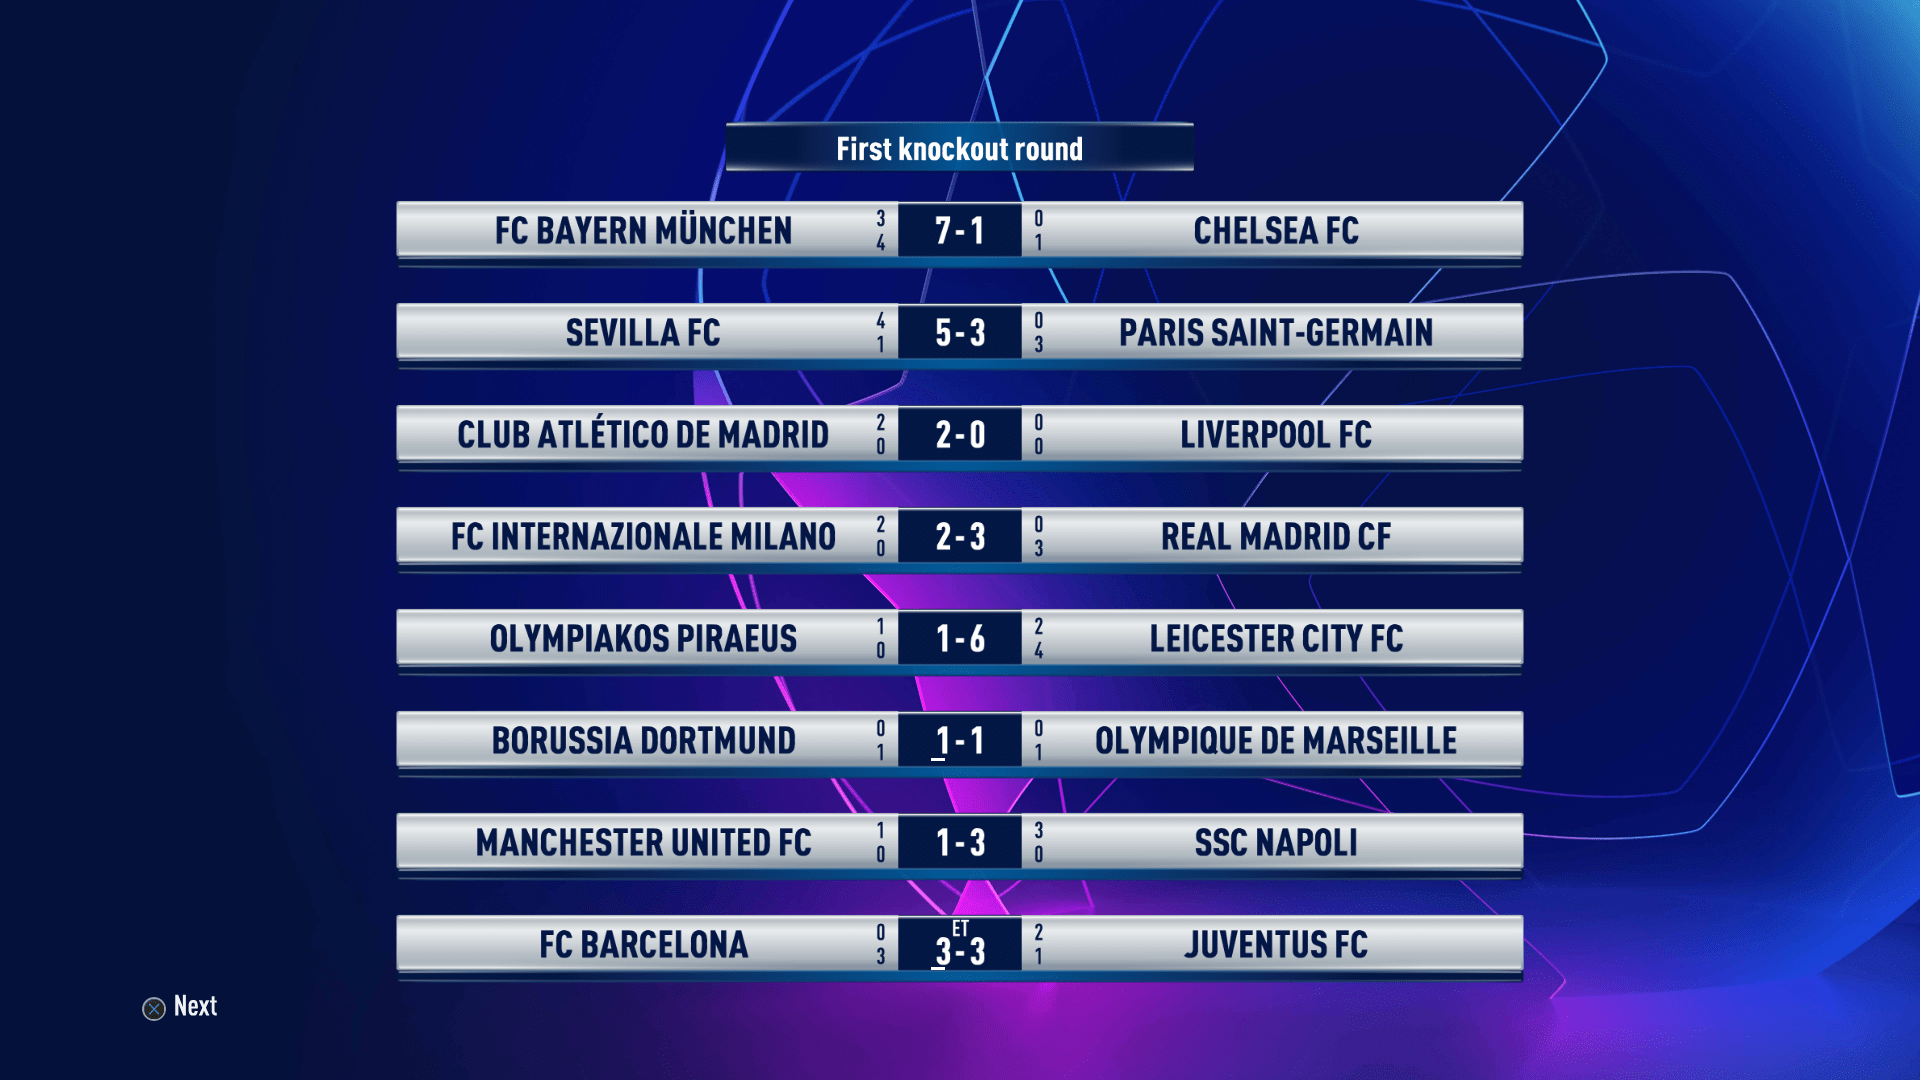 First knockout round
FC BAYERN MÜNCHEN 3 4 7-1 0 1 CHELSEA FC
SEVILLA FC 4 1 5-3 0 3 PARIS SAINT-GERMAIN
CLUB ATLÉTICO DE MADRID 2 0 2-0 0 0 LIVERPOOL FC
FC INTERNAZIONALE MILANO 2 0 2-3 0 3 REAL MADRID CF
OLYMPIAKOS PIRAEUS 1 0 1-6 2 4 LEICESTER CITY FC
BORUSSIA DORTMUND 0 1 1-1 0 1 OLYMPIQUE DE MARSEILLE
MANCHESTER UNITED FC 1 0 1-3 3 0 SSC NAPOLI
FC BARCELONA 0 3 ET 3-3 2 1 JUVENTUS FC
Next